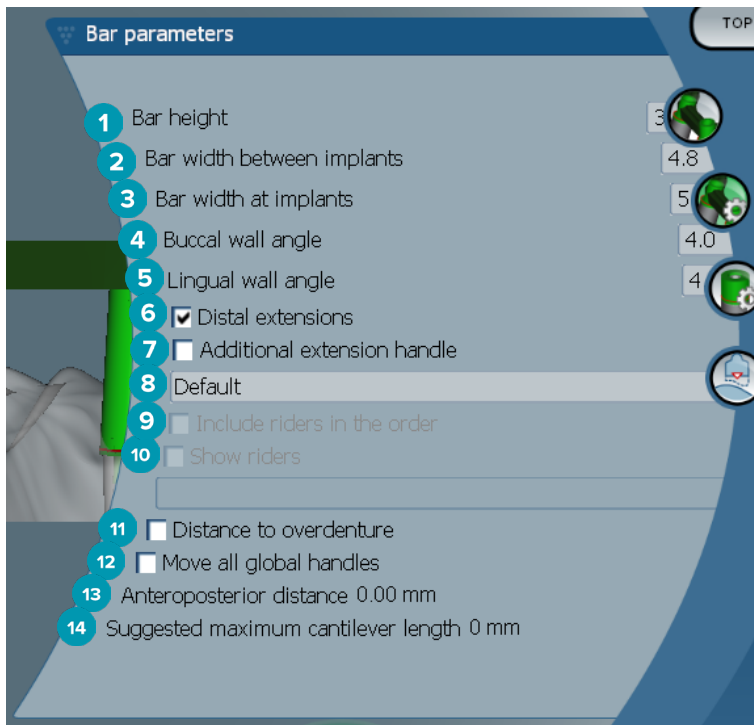 TOP
Bar parameters
1 Bar height 3
2 Bar width between implants 4.8
3 Bar width at implants 5
4 Buccal wall angle 4.0
5 Lingual wall angle 4
6 Distal extensions
7 Additional extension handle
8 Default
9 Include riders in the order
10 Show riders
11 Distance to overdenture
12 Move all global handles
13 Anteroposterior distance 0.00 mm
14 Suggested maximum cantilever length 0 mm